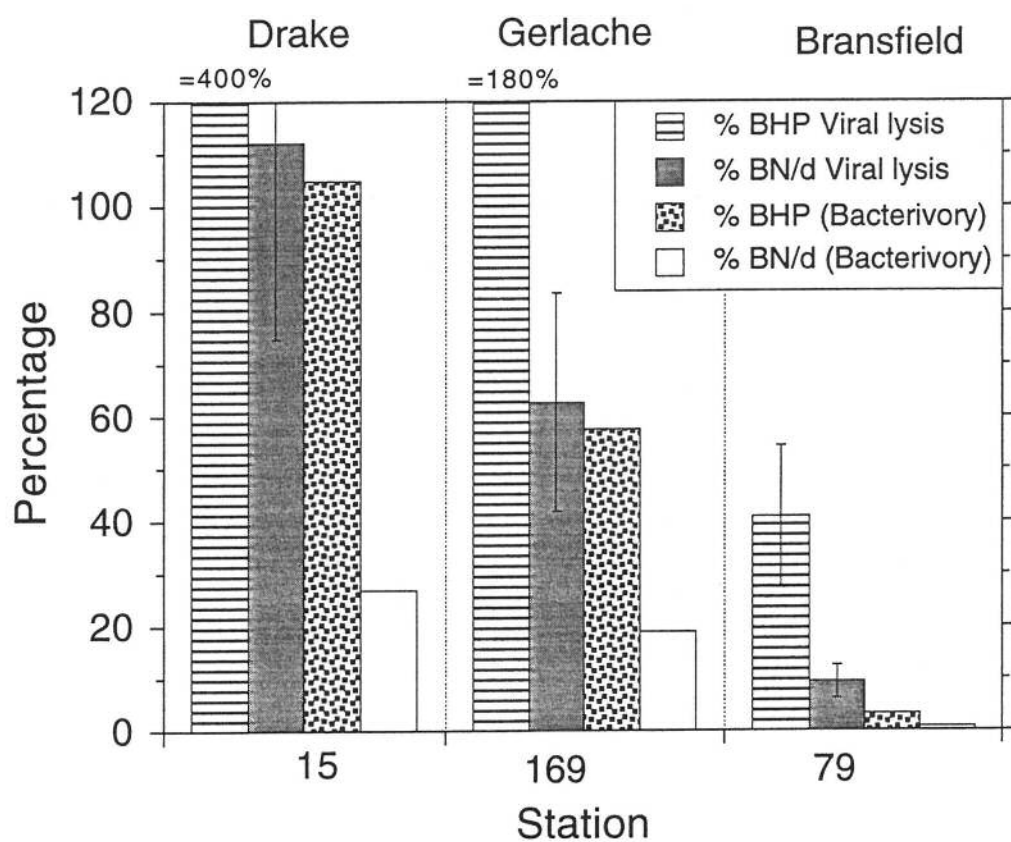 Drake Gerlache Bransfield
=400% =180%
% BHP Viral lysis
% BN/d Viral lysis
% BHP (Bacterivory)
% BN/d (Bacterivory)
Percentage
120
100
80
60
40
20
0
15 169 79
Station